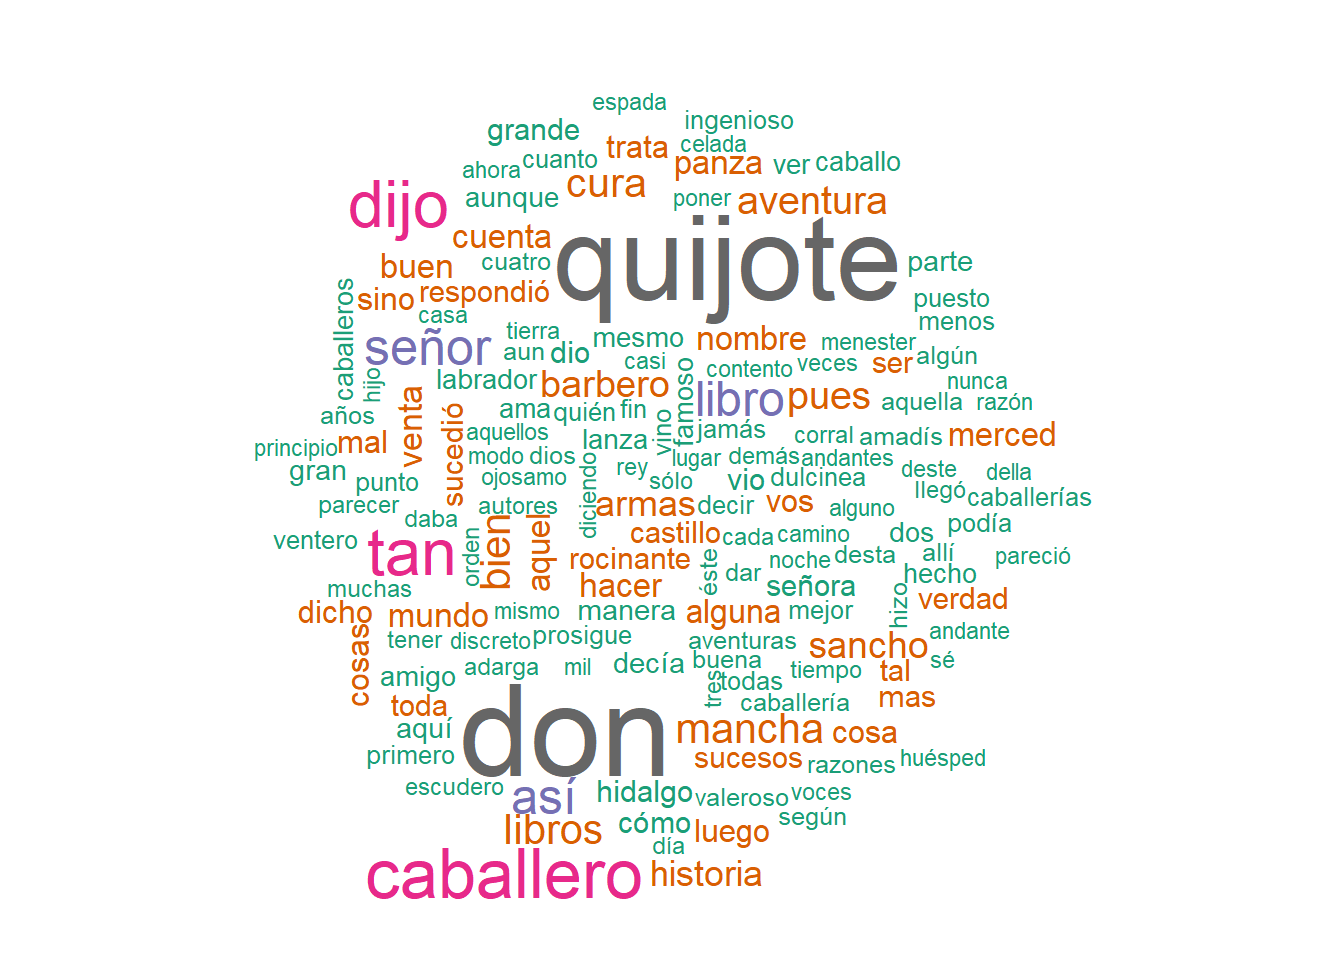 espada
ingenioso
grande
trata
celada
cuanto
panza
ver
caballo
ahora
cura
aunque
poner
aventura
dijo
cuenta
quijote
buen
cuatro
parte
sino
respondió
puesto
caballeros
casa
menos
señor
tierra
mesmo
nombre
menester
aun
dio
casi
contento
veces
ser
algún
hijo
labrador
barbero
famoso
libro
pues
nunca
años
venta
ama
quién
fin
vino
aquella
razón
principio
mal
sucedió
aquellos
lanza
jamás
corral
amadís
merced
gran
modo
dios
rey
lugar
demás
andantes
punto
ojosamo
diciendo
sólo
vio
dulcinea
deste
della
parecer
autores
armas
decir
vos
alguno
llegó
caballerías
daba
bien
aquel
castillo
cada
camino
dos
podía
ventero
tan
orden
rocinante
éste
noche
desta
allí
pareció
muchas
hacer
dar
señora
hecho
dicho
mundo
mismo
manera
alguna
mejor
hizo
verdad
cosas
tener
discreto
prosigue
aventuras
sancho
andante
amigo
adarga
mil
decía
buena
tiempo
tal
sé
toda
tres
todas
caballería
mas
aquí
don
mancha
cosa
primero
sucesos
razones
huésped
escudero
así
hidalgo
valeroso
voces
libros
cómo
luego
según
día
caballero
historia